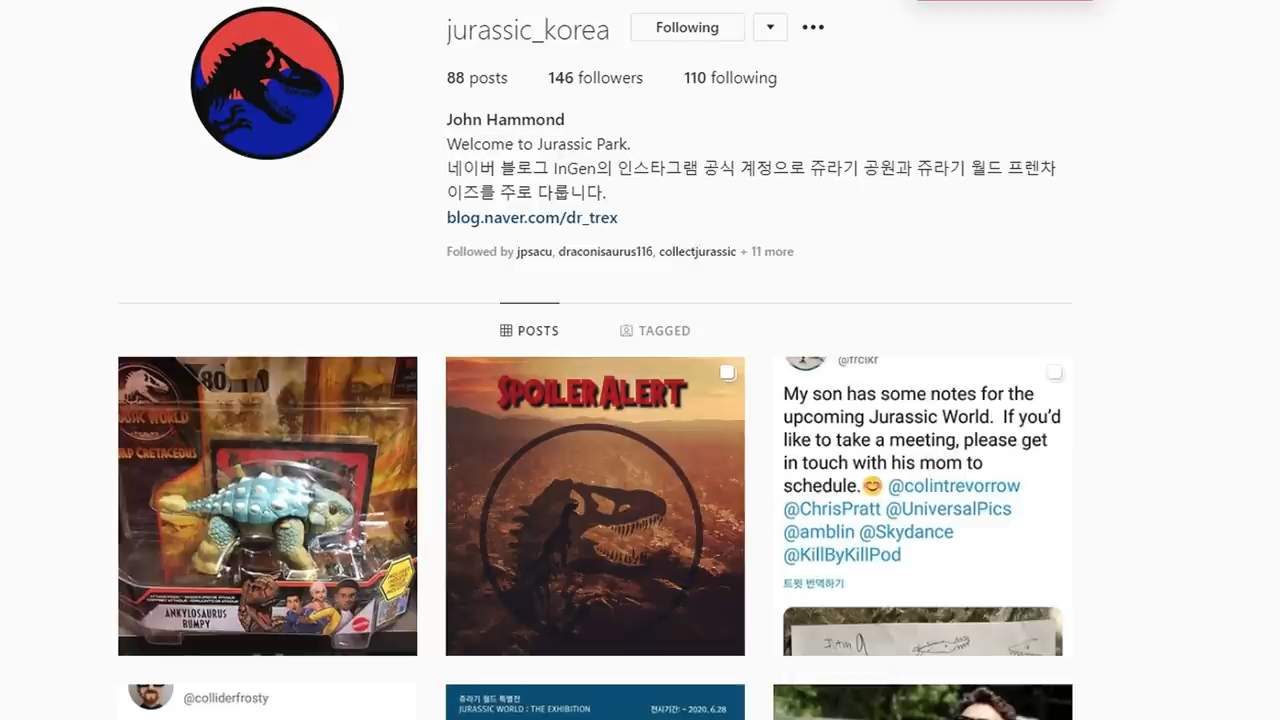 jurassic_korea
Following
88 posts 146 followers 110 following
John Hammond
Welcome to Jurassic Park.
네이버 블로그 InGen의 인스타그램 공식 계정으로 쥬라기 공원과 쥬라기 월드 프렌차
이즈를 주로 다룹니다.
blog.naver.com/dr_trex
Followed by jpsacu, draconisaurus116, collectjurassic + 11 more
POSTS TAGGED
80
WORLD
CRETACEOUS
ANKYLOSAURUS
BUMPY
MATTEL
SPOILER ALERT
@frclkr
My son has some notes for the
upcoming Jurassic World. If you'd
like to take a meeting, please get
in touch with his mom to
schedule.😊 @colintrevorrow
@ChrisPratt @UniversalPics
@amblin @Skydance
@KillByKillPod
트윗 번역하기
I am 9
@colliderfrosty
쥬라기 월드 특별전
JURASSIC WORLD : THE EXHIBITION
전시기간: ~ 2020. 6.28